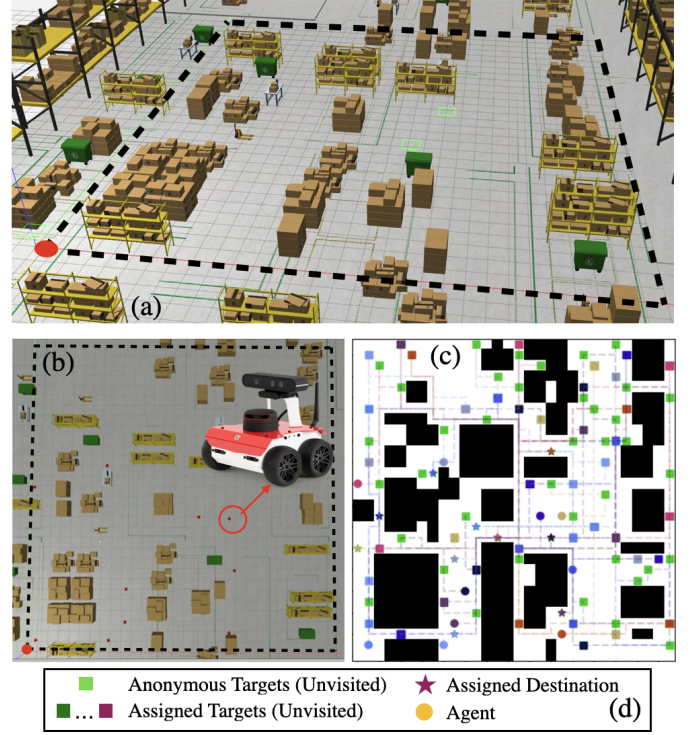 (a)
(b)
(c)
Anonymous Targets (Unvisited)
Assigned Destination
... Assigned Targets (Unvisited)
Agent
(d)